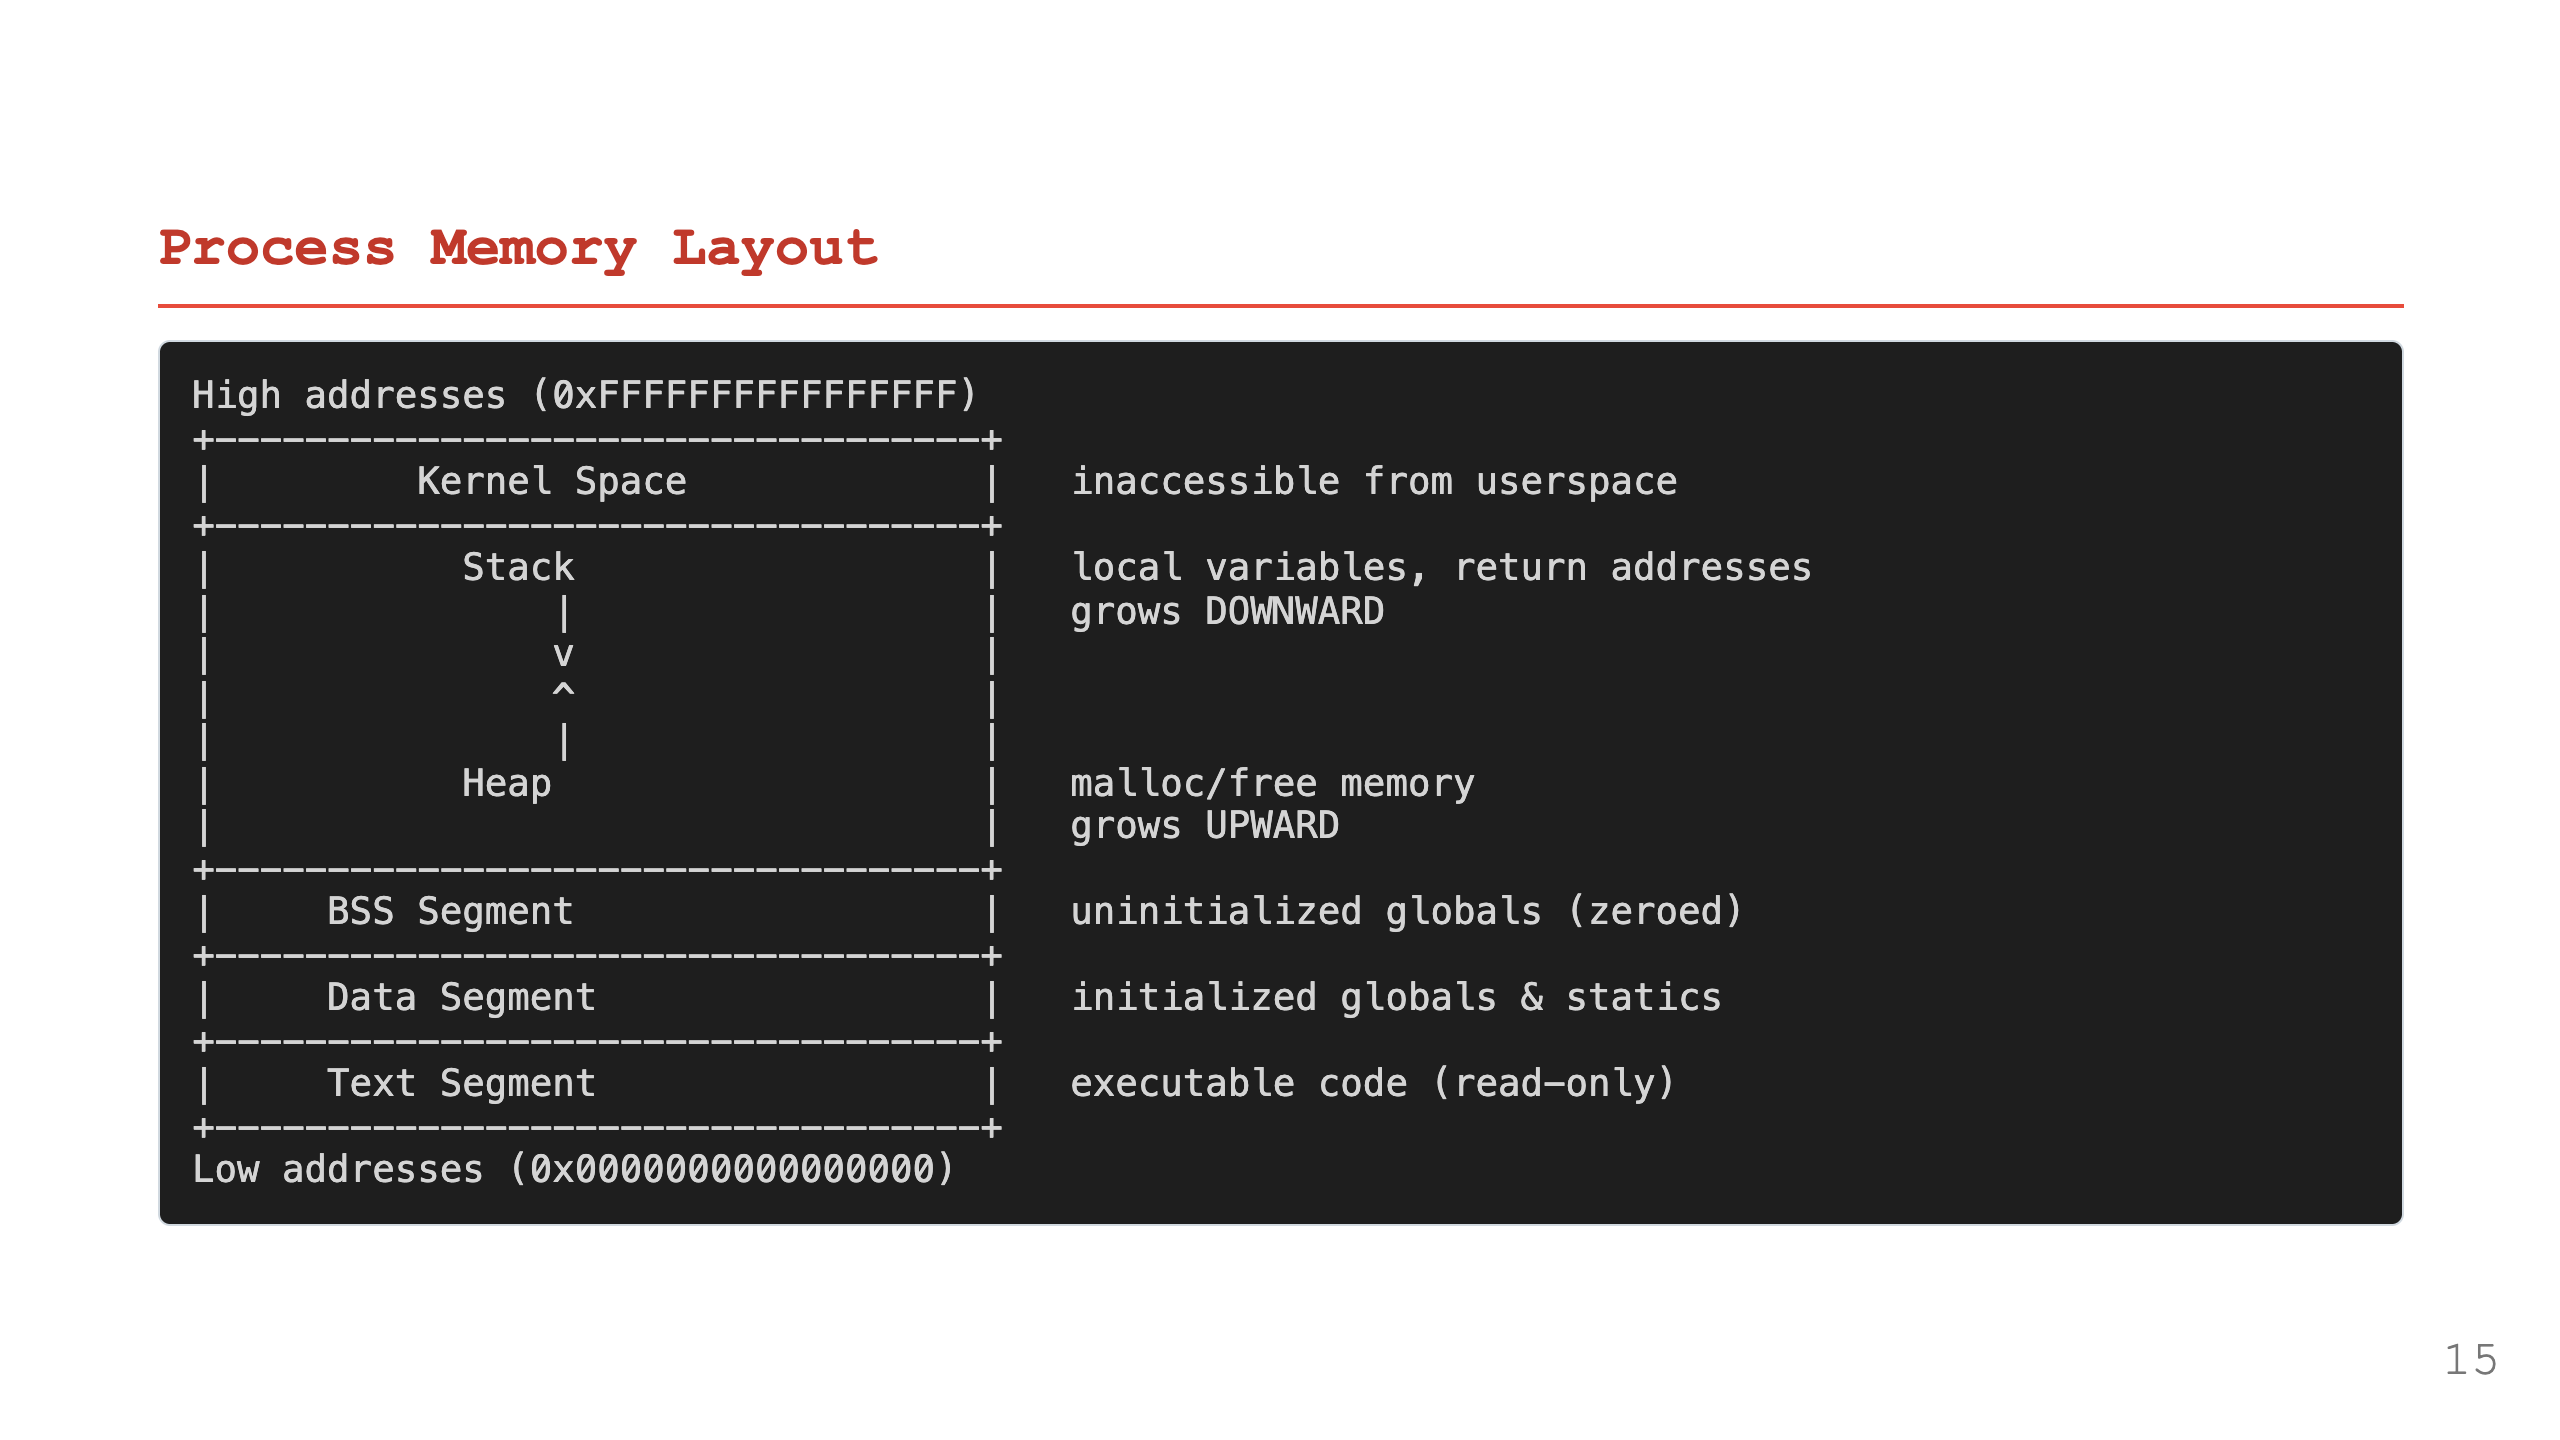 Process Memory Layout
High addresses (0xFFFFFFFFFFFFFFFF)
+----------------------------------+
|         Kernel Space             |   inaccessible from userspace
+----------------------------------+
|           Stack                  |   local variables, return addresses
|               |                  |   grows DOWNWARD
|               v                  |
|               ^                  |
|               |                  |
|           Heap                   |   malloc/free memory
|                                  |   grows UPWARD
+----------------------------------+
|     BSS Segment                  |   uninitialized globals (zeroed)
+----------------------------------+
|     Data Segment                 |   initialized globals & statics
+----------------------------------+
|     Text Segment                 |   executable code (read-only)
+----------------------------------+
Low addresses (0x0000000000000000)
15